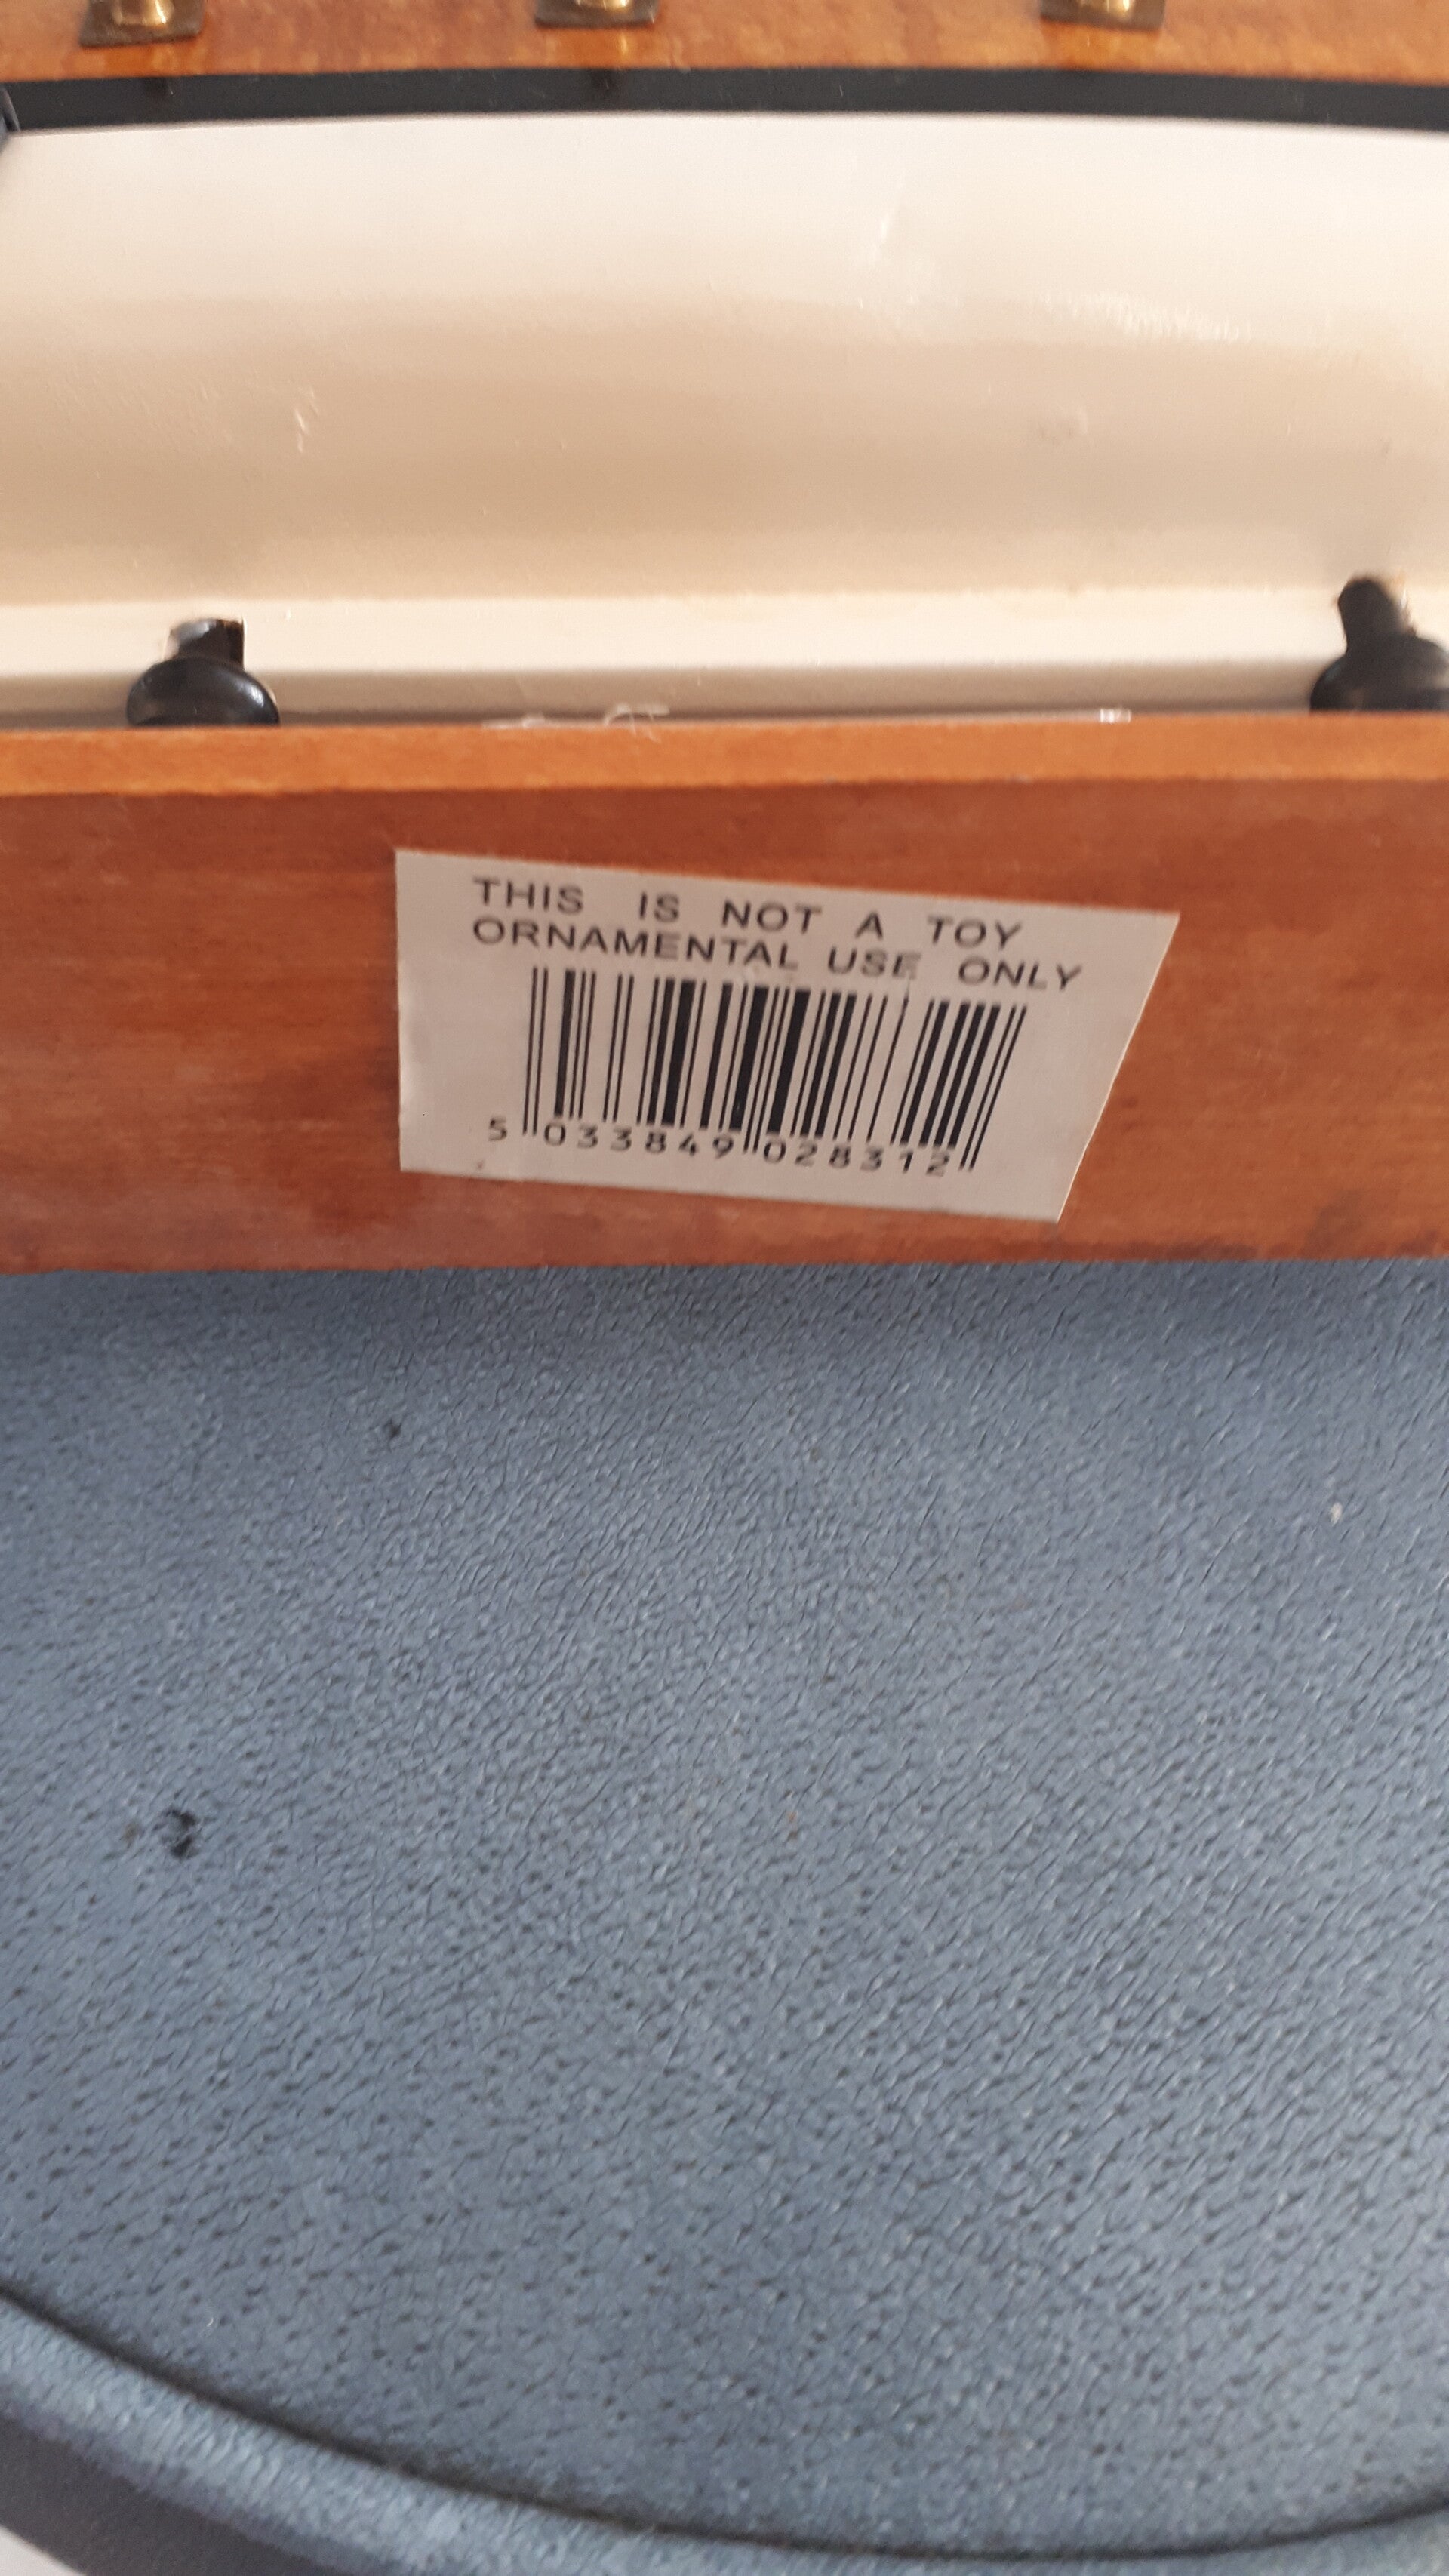 THIS IS NOT A TOY
ORNAMENTAL USE ONLY
5 033849 028312